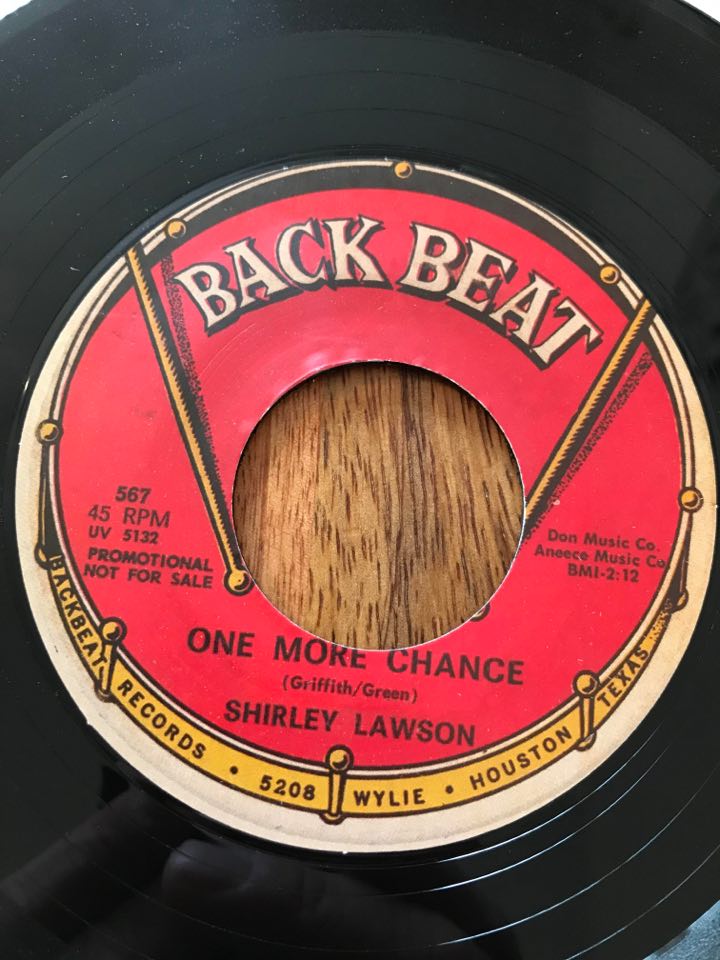 BACK BEAT
567
45 RPM
UV 5132
PROMOTIONAL
NOT FOR SALE
Don Music Co.
Aneece Music Co
BMI-2:12
ONE MORE CHANCE
(Griffith/Green)
SHIRLEY LAWSON
BACKBEAT RECORDS • 5208 WYLIE • HOUSTON TEXAS